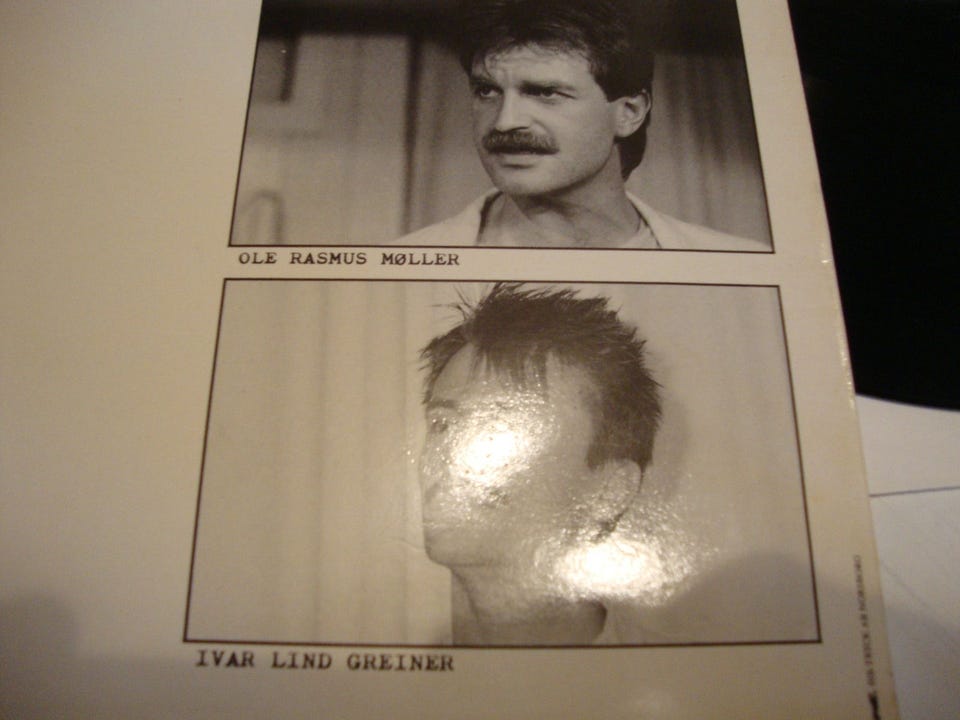 OLE RASMUS MØLLER
IVAR LIND GREINER